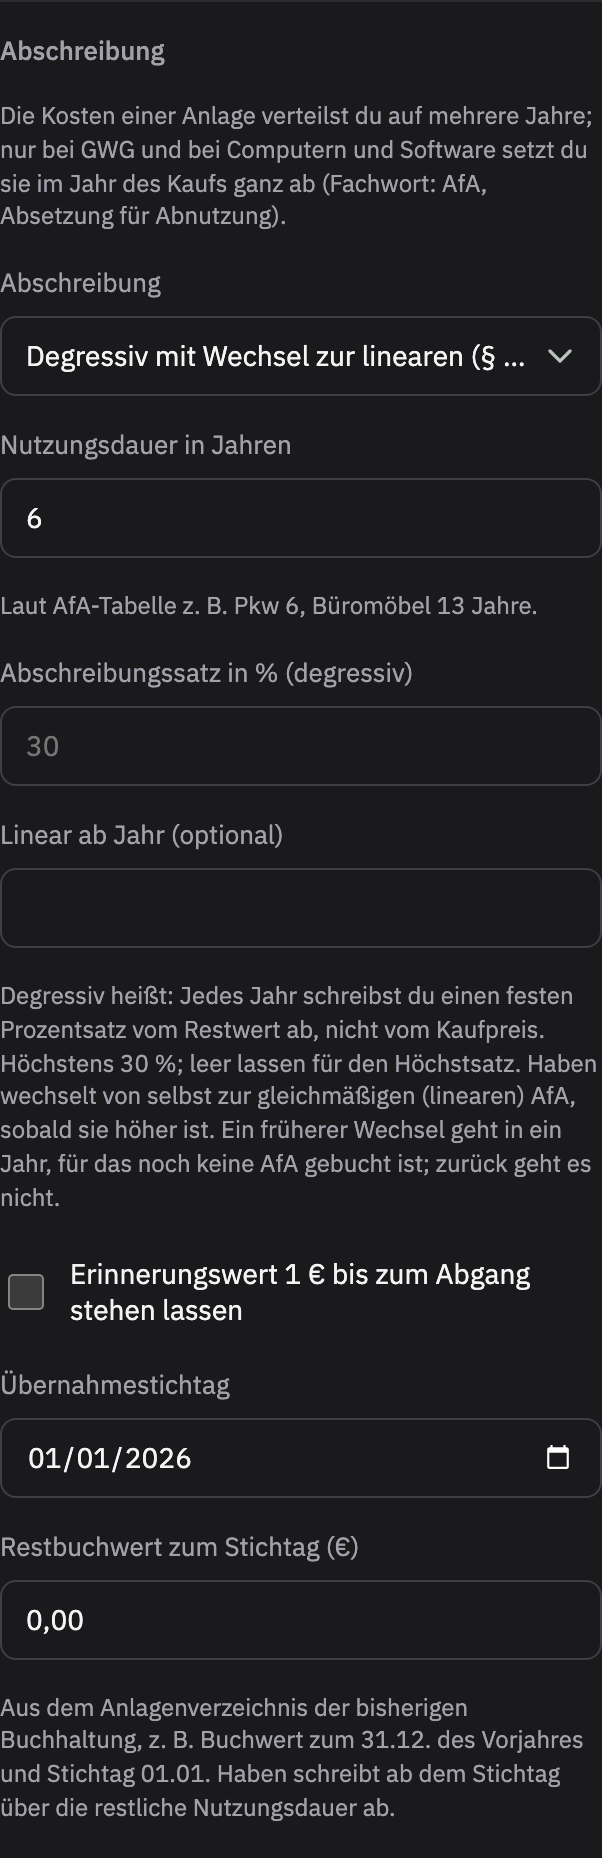 Abschreibung
Die Kosten einer Anlage verteilst du auf mehrere Jahre;
nur bei GWG und bei Computern und Software setzt du
sie im Jahr des Kaufs ganz ab (Fachwort: AfA,
Absetzung für Abnutzung).
Abschreibung
Degressiv mit Wechsel zur linearen (§ ...
Nutzungsdauer in Jahren
6
Laut AfA-Tabelle z. B. Pkw 6, Büromöbel 13 Jahre.
Abschreibungssatz in % (degressiv)
30
Linear ab Jahr (optional)
Degressiv heißt: Jedes Jahr schreibst du einen festen
Prozentsatz vom Restwert ab, nicht vom Kaufpreis.
Höchstens 30 %; leer lassen für den Höchstsatz. Haben
wechselt von selbst zur gleichmäßigen (linearen) AfA,
sobald sie höher ist. Ein früherer Wechsel geht in ein
Jahr, für das noch keine AfA gebucht ist; zurück geht es
nicht.
Erinnerungswert 1 € bis zum Abgang
stehen lassen
Übernahmestichtag
01/01/2026
Restbuchwert zum Stichtag (€)
0,00
Aus dem Anlagenverzeichnis der bisherigen
Buchhaltung, z. B. Buchwert zum 31.12. des Vorjahres
und Stichtag 01.01. Haben schreibt ab dem Stichtag
über die restliche Nutzungsdauer ab.